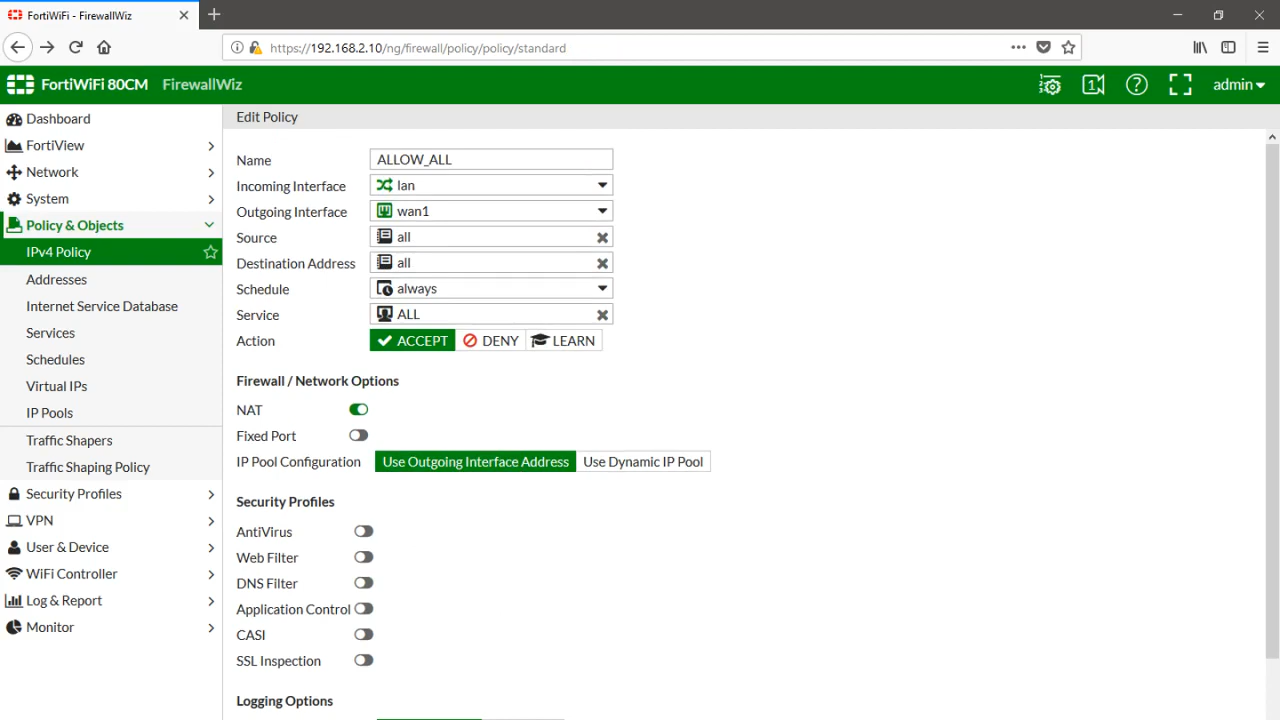 FortiWiFi - FirewallWiz
https://192.168.2.10/ng/firewall/policy/policy/standard
FortiWiFi 80CM FirewallWiz
1
admin
Dashboard
FortiView
Network
System
Policy & Objects
IPv4 Policy
Addresses
Internet Service Database
Services
Schedules
Virtual IPs
IP Pools
Traffic Shapers
Traffic Shaping Policy
Security Profiles
VPN
User & Device
WiFi Controller
Log & Report
Monitor
Edit Policy
Name ALLOW_ALL
Incoming Interface lan
Outgoing Interface wan1
Source all
Destination Address all
Schedule always
Service ALL
Action ACCEPT DENY LEARN
Firewall / Network Options
NAT
Fixed Port
IP Pool Configuration Use Outgoing Interface Address Use Dynamic IP Pool
Security Profiles
AntiVirus
Web Filter
DNS Filter
Application Control
CASI
SSL Inspection
Logging Options